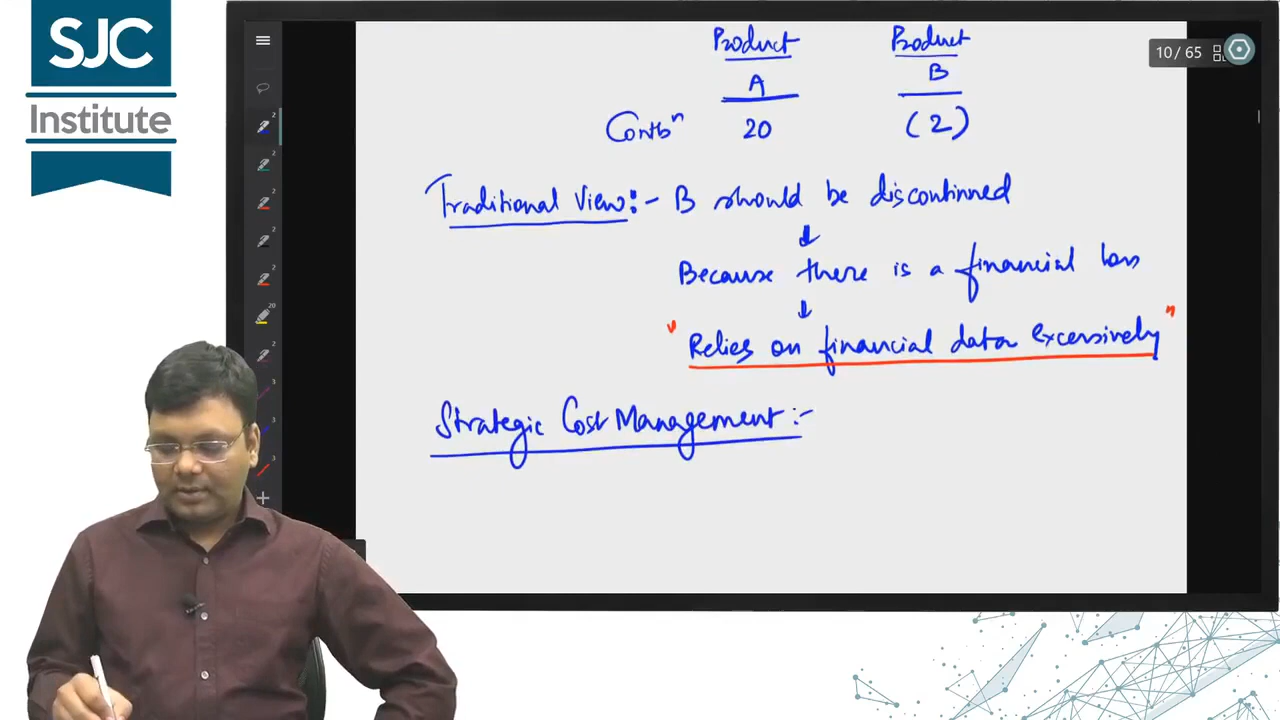 SJC
Institute
10 / 65
Product Product
A B
Contbⁿ 20 (2)
Traditional View:- B should be discontinued
Because there is a financial loss
"Relies on financial data excessively"
Strategic Cost Management:-